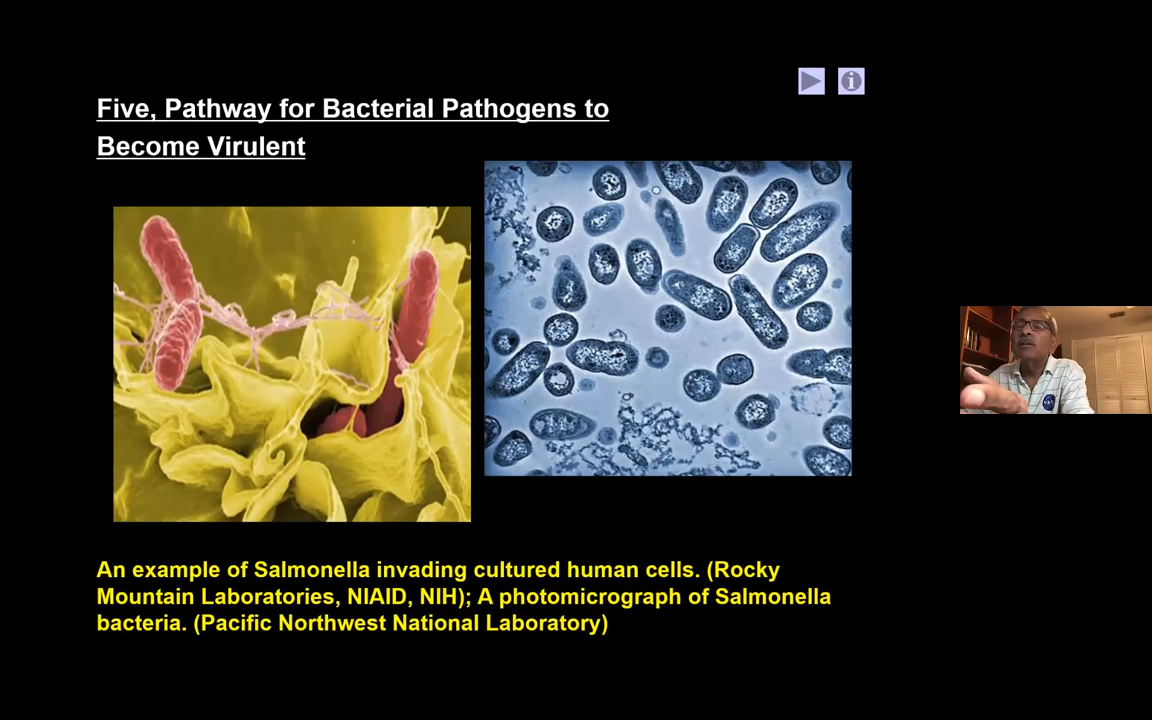 Five, Pathway for Bacterial Pathogens to
Become Virulent
An example of Salmonella invading cultured human cells. (Rocky
Mountain Laboratories, NIAID, NIH); A photomicrograph of Salmonella
bacteria. (Pacific Northwest National Laboratory)